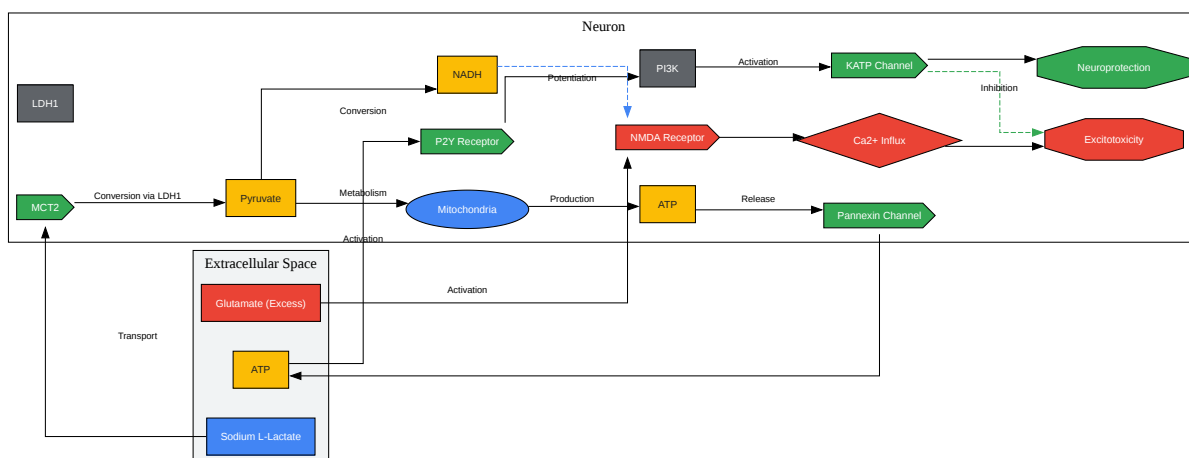 Neuron
NADH
PI3K
Activation
KATP Channel
Neuroprotection
Potentiation
Inhibition
LDH1
Conversion
P2Y Receptor
NMDA Receptor
Ca2+ Influx
Excitotoxicity
Conversion via LDH1
Pyruvate
Metabolism
Mitochondria
Production
ATP
Release
MCT2
Pannexin Channel
Activation
Extracellular Space
Glutamate (Excess)
Activation
Transport
ATP
Sodium L-Lactate